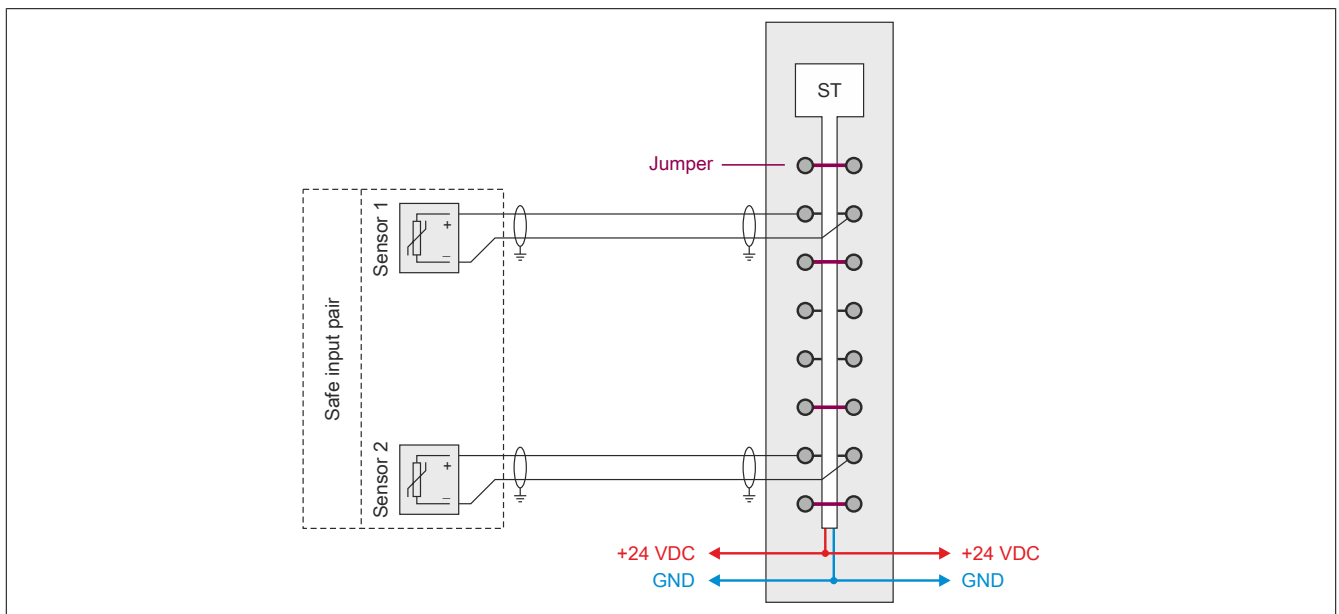 ST
Jumper
Safe input pair
Sensor 1
+
–
Sensor 2
+
–
+24 VDC
+24 VDC
GND
GND